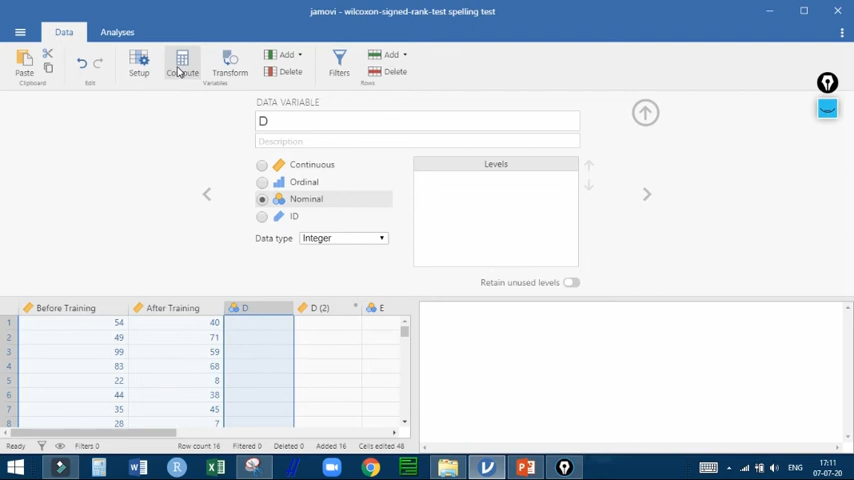 jamovi - wilcoxon-signed-rank-test spelling test
Data
Analyses
Paste
Clipboard
Edit
Setup
Compute
Transform
Variables
Add
Delete
Filters
Add
Delete
Rows
DATA VARIABLE
D
Description
Continuous
Ordinal
Nominal
ID
Data type
Integer
Levels
Retain unused levels
Before Training After Training D D (2) E
1 54 40
2 49 71
3 99 59
4 83 68
5 22 8
6 44 38
7 35 45
8 28 7
Ready Filters 0 Row count 16 Filtered 0 Deleted 0 Added 16 Cells edited 48
ENG
17:11
07-07-20